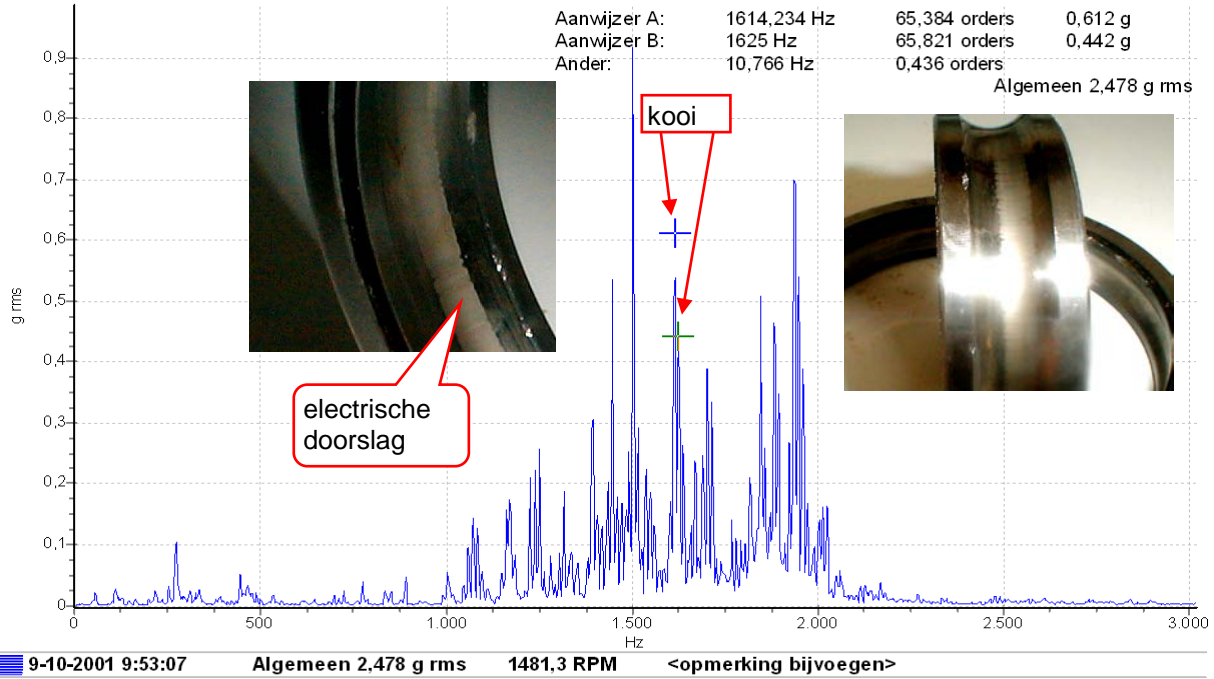 Aanwijzer A: 1614,234 Hz 65,384 orders 0,612 g
Aanwijzer B: 1625 Hz 65,821 orders 0,442 g
Ander: 10,766 Hz 0,436 orders
Algemeen 2,478 g rms
kooi
electrische
doorslag
g rms
0,9
0,8
0,7
0,6
0,5
0,4
0,3
0,2
0,1
0
0 500 1.000 1.500 2.000 2.500 3.000
Hz
9-10-2001 9:53:07 Algemeen 2,478 g rms 1481,3 RPM <opmerking bijvoegen>